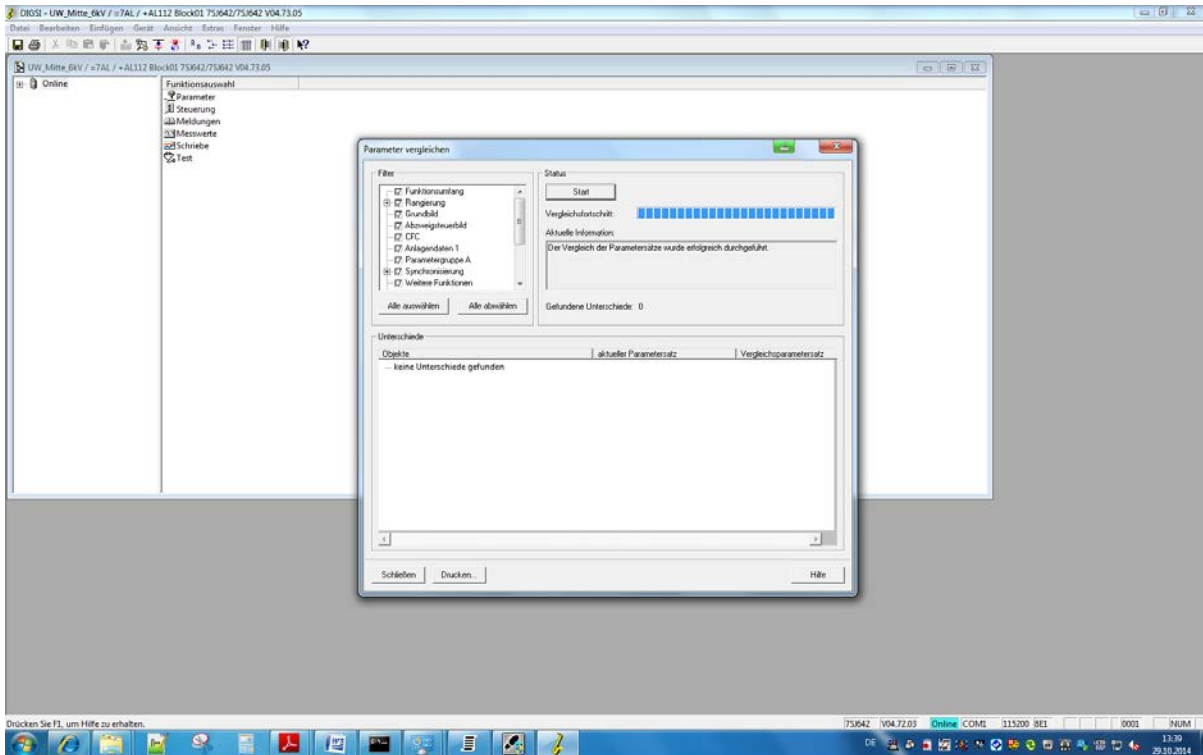 DIGSI - UW_Mitte_6kV / =7AL / +AL112 Block01 7SJ642/7SJ642 V04.73.05
Datei Bearbeiten Einfügen Gerät Ansicht Extras Fenster Hilfe
UW_Mitte_6kV / =7AL / +AL112 Block01 7SJ642/7SJ642 V04.73.05
Online
Funktionsauswahl
Parameter
Steuerung
Meldungen
Messwerte
Schriebe
Test
Parameter vergleichen
Filter
Funktionsumfang
Rangierung
Grundbild
Abzweigsteuerbild
CFC
Anlagendaten 1
Parametergruppe A
Synchronisierung
Weitere Funktionen
Alle auswählen Alle abwählen
Status
Start
Vergleichsfortschritt:
Aktuelle Information:
Der Vergleich der Parametersätze wurde erfolgreich durchgeführt.
Gefundene Unterschiede: 0
Unterschiede
Objekte aktueller Parametersatz Vergleichsparametersatz
keine Unterschiede gefunden
Schließen Drucken... Hilfe
Drücken Sie F1, um Hilfe zu erhalten.
7SJ642 V04.72.03 Online COM1 115200 8E1 0001 NUM
DE
13:39
29.10.2014